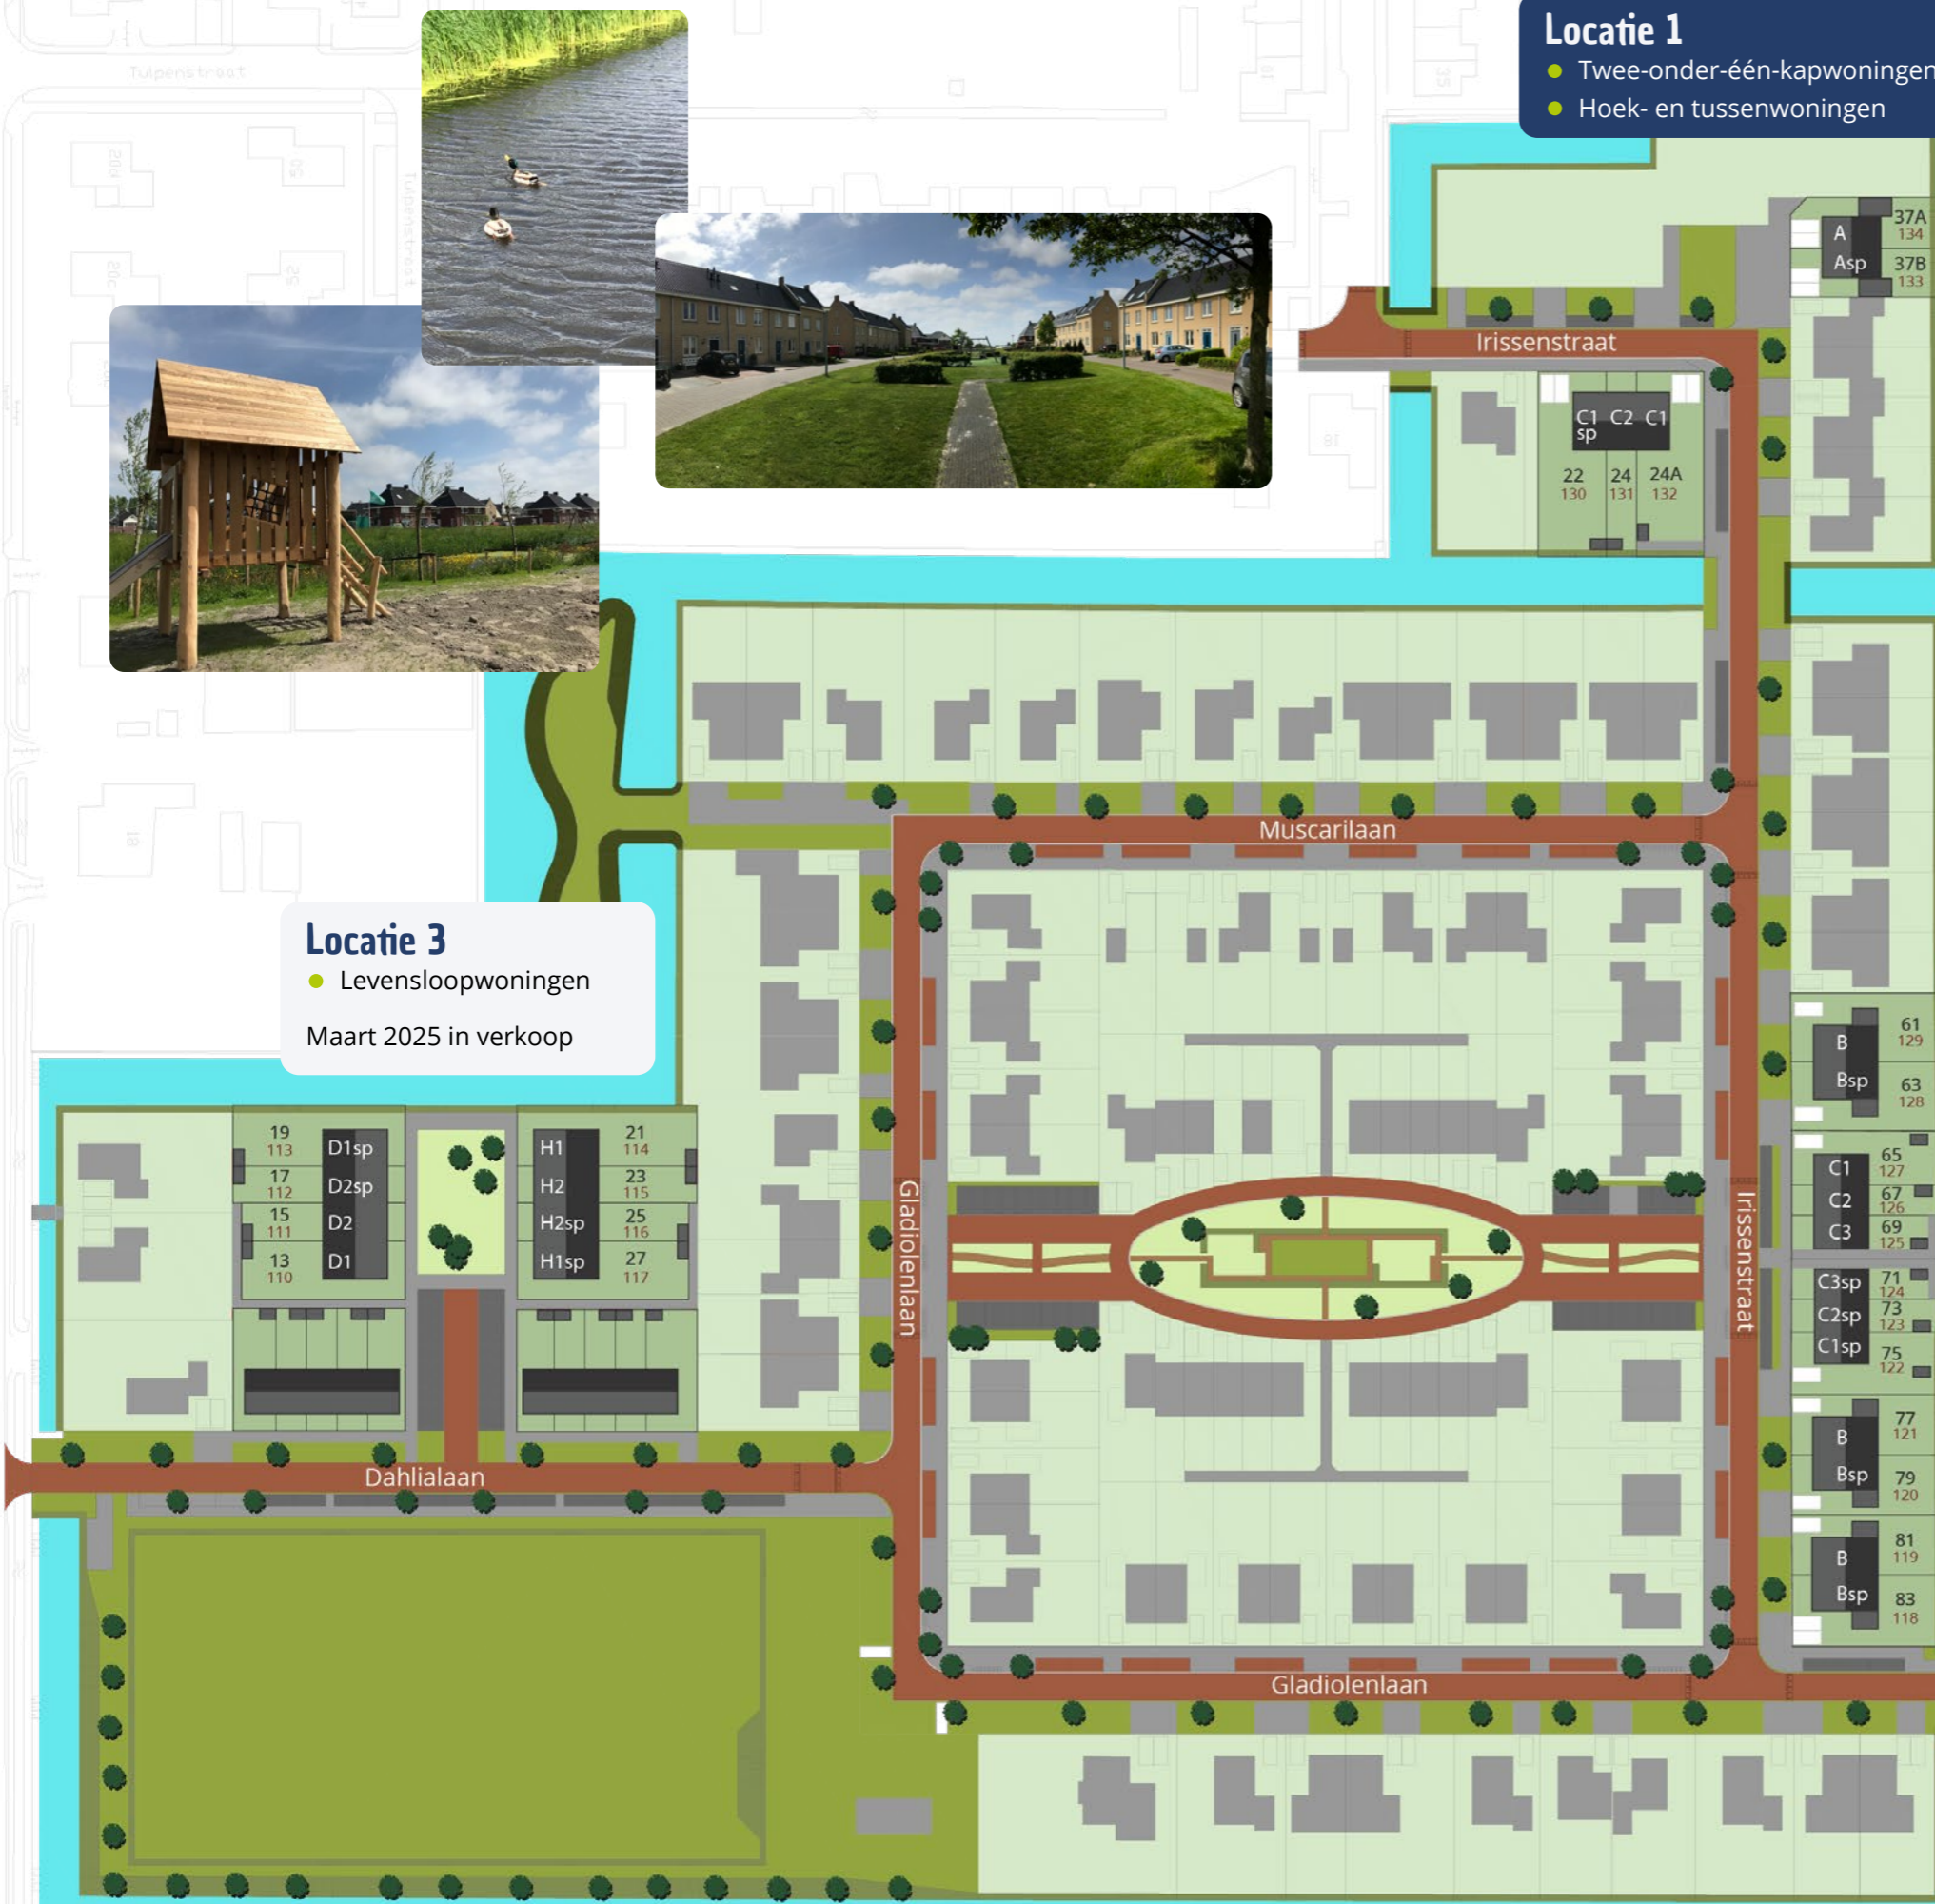 Locatie 1
Twee-onder-één-kapwoningen
Hoek- en tussenwoningen
Tulpenstraat
Tulpenstraat
37A
134
37B
133
A
Asp
Irissenstraat
C1 sp
C2
C1
22
130
24
131
24A
132
Muscarilaan
Locatie 3
Levensloopwoningen
Maart 2025 in verkoop
61
129
B
Bsp
63
128
19
113
D1sp
H1
21
114
17
112
D2sp
H2
23
115
15
111
D2
H2sp
25
116
13
110
D1
H1sp
27
117
Gladiolenlaan
Irissenstraat
C1
65
127
C2
67
126
C3
69
125
C3sp
71
124
C2sp
73
123
C1sp
75
122
B
77
121
Bsp
79
120
Dahlialaan
B
81
119
Bsp
83
118
Gladiolenlaan